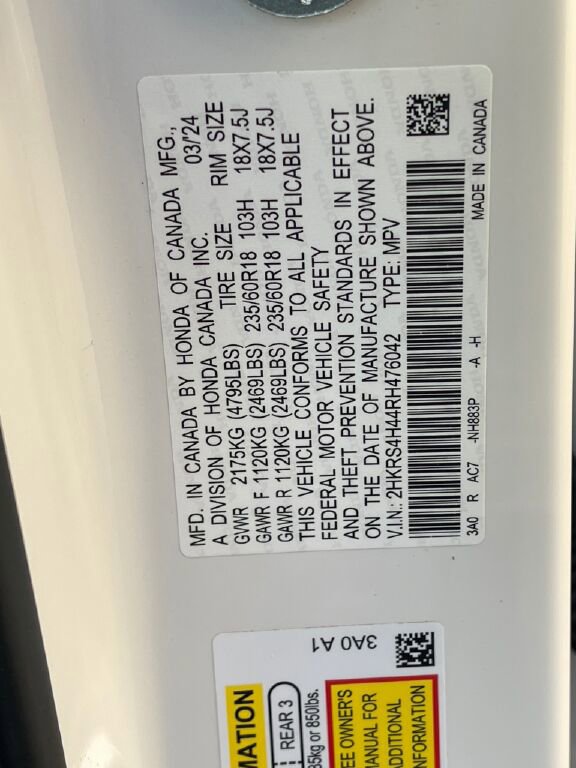 MFD. IN CANADA BY HONDA OF CANADA MFG.,
A DIVISION OF HONDA CANADA INC. 03/'24
GVWR 2175KG (4795LBS) TIRE SIZE RIM SIZE
GAWR F 1120KG (2469LBS) 235/60R18 103H 18X7.5J
GAWR R 1120KG (2469LBS) 235/60R18 103H 18X7.5J
THIS VEHICLE CONFORMS TO ALL APPLICABLE
FEDERAL MOTOR VEHICLE SAFETY
AND THEFT PREVENTION STANDARDS IN EFFECT
ON THE DATE OF MANUFACTURE SHOWN ABOVE.
V.I.N.: 2HKRS4H44RH476042 TYPE: MPV
3A0 R AC7 -NH883P -A -H MADE IN CANADA
3A0 A1
MATION
REAR 3
85kg or 850lbs.
EE OWNER'S
MANUAL FOR
ADDITIONAL
INFORMATION